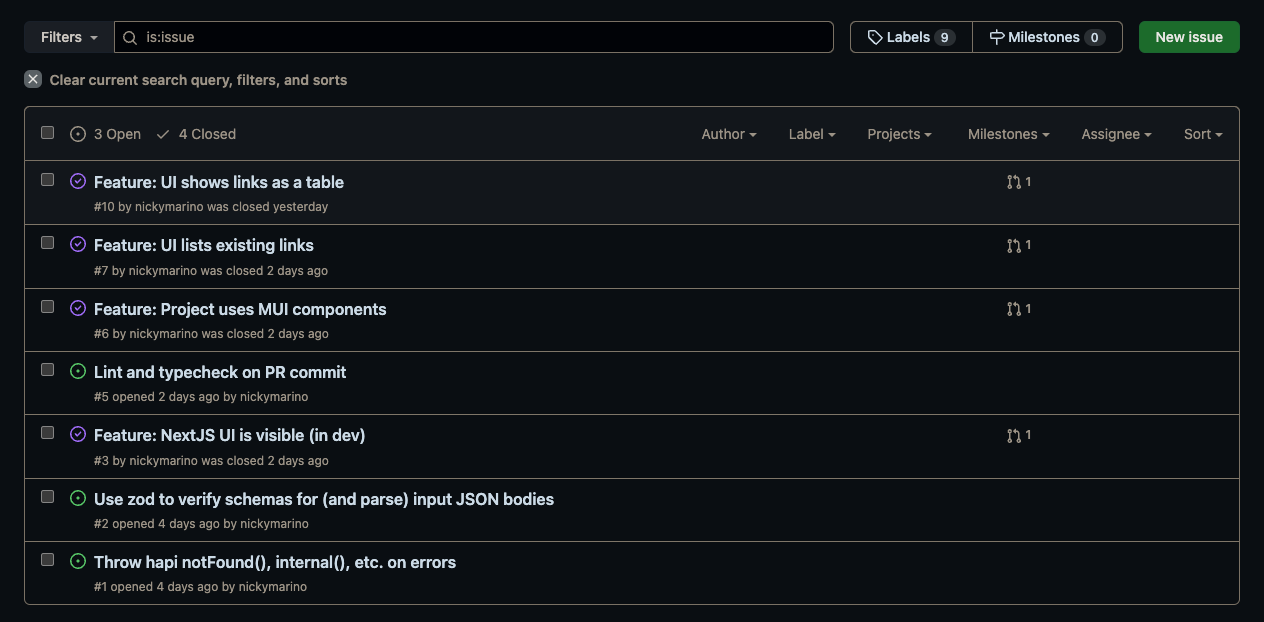 Filters is:issue Labels 9 Milestones 0 New issue
Clear current search query, filters, and sorts
3 Open 4 Closed Author Label Projects Milestones Assignee Sort
Feature: UI shows links as a table 1
#10 by nickymarino was closed yesterday
Feature: UI lists existing links 1
#7 by nickymarino was closed 2 days ago
Feature: Project uses MUI components 1
#6 by nickymarino was closed 2 days ago
Lint and typecheck on PR commit
#5 opened 2 days ago by nickymarino
Feature: NextJS UI is visible (in dev) 1
#3 by nickymarino was closed 2 days ago
Use zod to verify schemas for (and parse) input JSON bodies
#2 opened 4 days ago by nickymarino
Throw hapi notFound(), internal(), etc. on errors
#1 opened 4 days ago by nickymarino